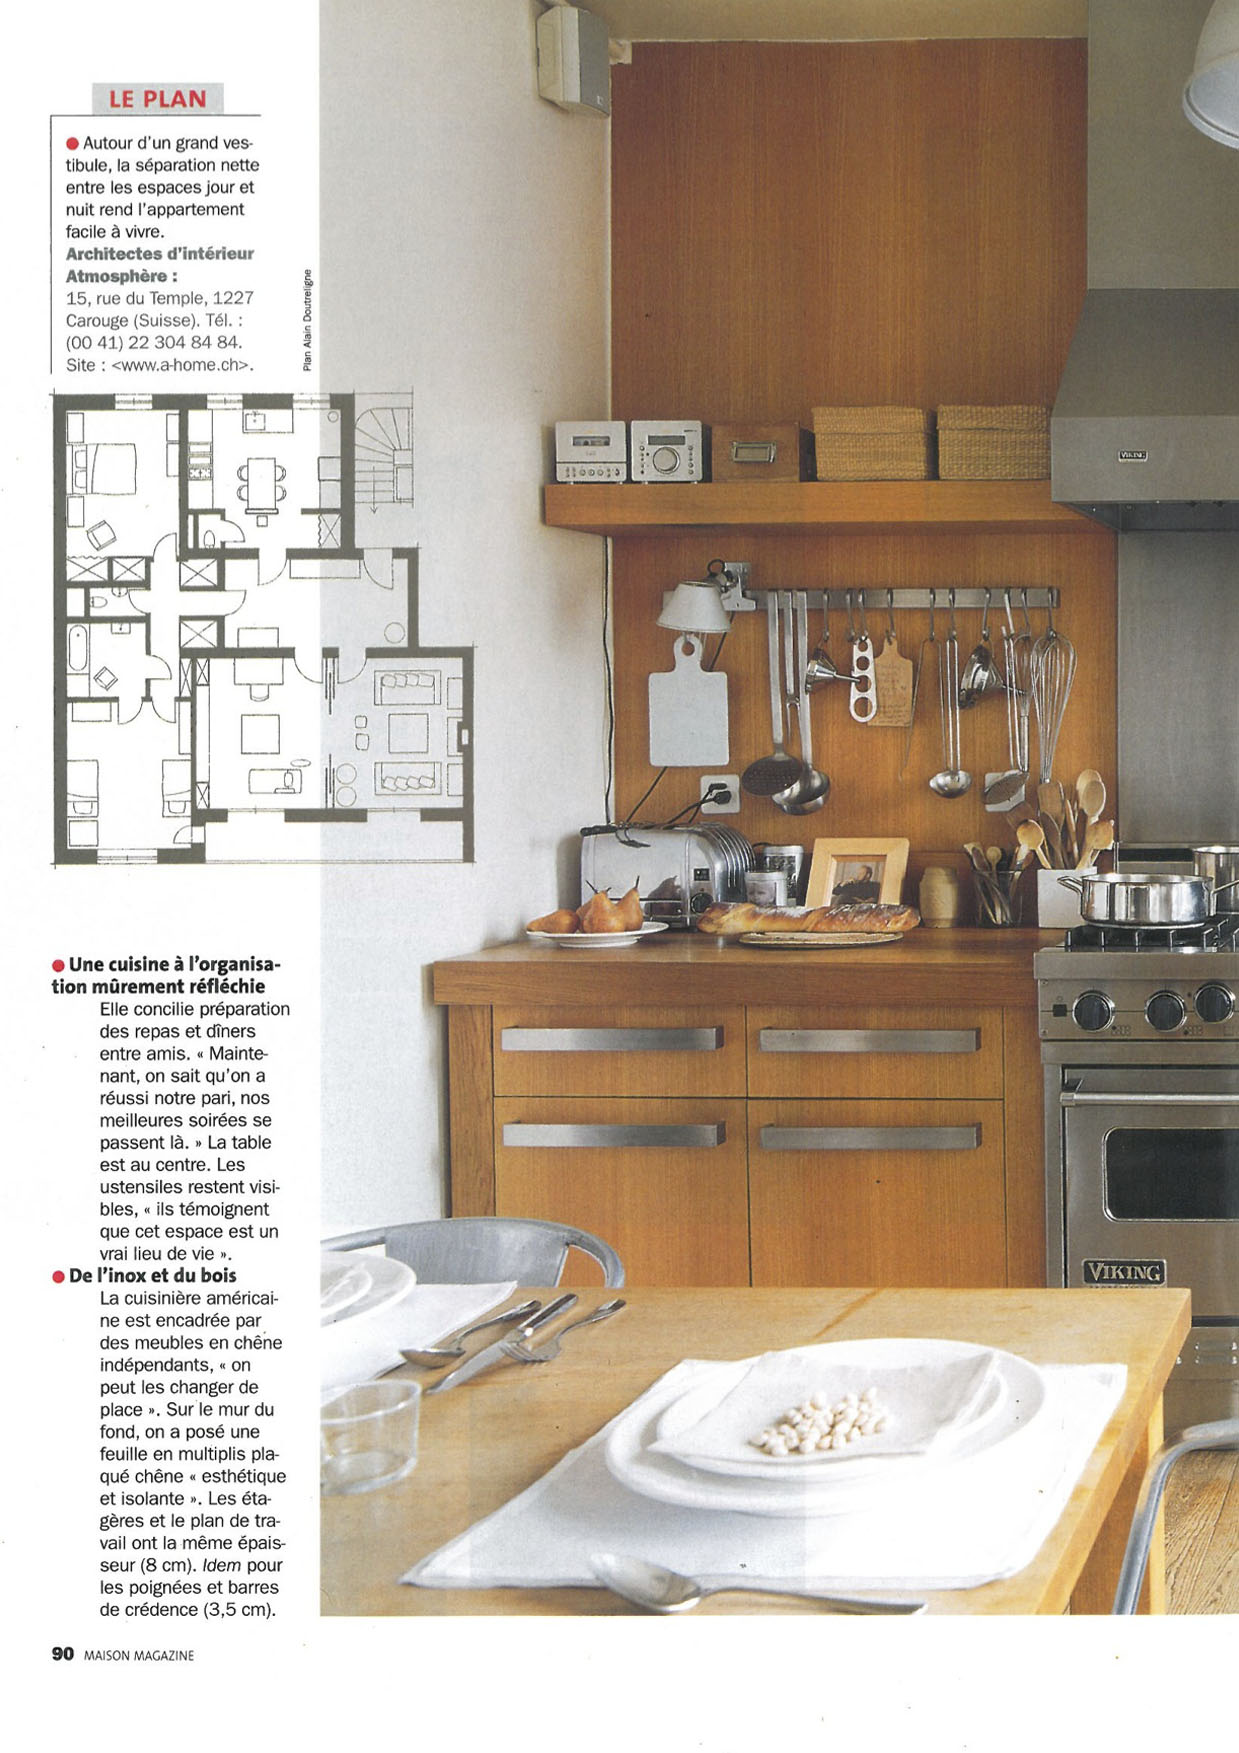 LE PLAN
● Autour d'un grand ves-
tibule, la séparation nette
entre les espaces jour et
nuit rend l'appartement
facile à vivre.
Architectes d'intérieur
Atmosphère :
15, rue du Temple, 1227
Carouge (Suisse). Tél. :
(00 41) 22 304 84 84.
Site : <www.a-home.ch>.
Plan Alain Doutreligne
● Une cuisine à l'organisa-
tion mûrement réfléchie
Elle concilie préparation
des repas et dîners
entre amis. « Mainte-
nant, on sait qu'on a
réussi notre pari, nos
meilleures soirées se
passent là. » La table
est au centre. Les
ustensiles restent visi-
bles, « ils témoignent
que cet espace est un
vrai lieu de vie ».
● De l'inox et du bois
La cuisinière américai-
ne est encadrée par
des meubles en chêne
indépendants, « on
peut les changer de
place ». Sur le mur du
fond, on a posé une
feuille en multiplis pla-
qué chêne « esthétique
et isolante ». Les éta-
gères et le plan de tra-
vail ont la même épais-
seur (8 cm). Idem pour
les poignées et barres
de crédence (3,5 cm).
90 MAISON MAGAZINE
VIKING
VIKING